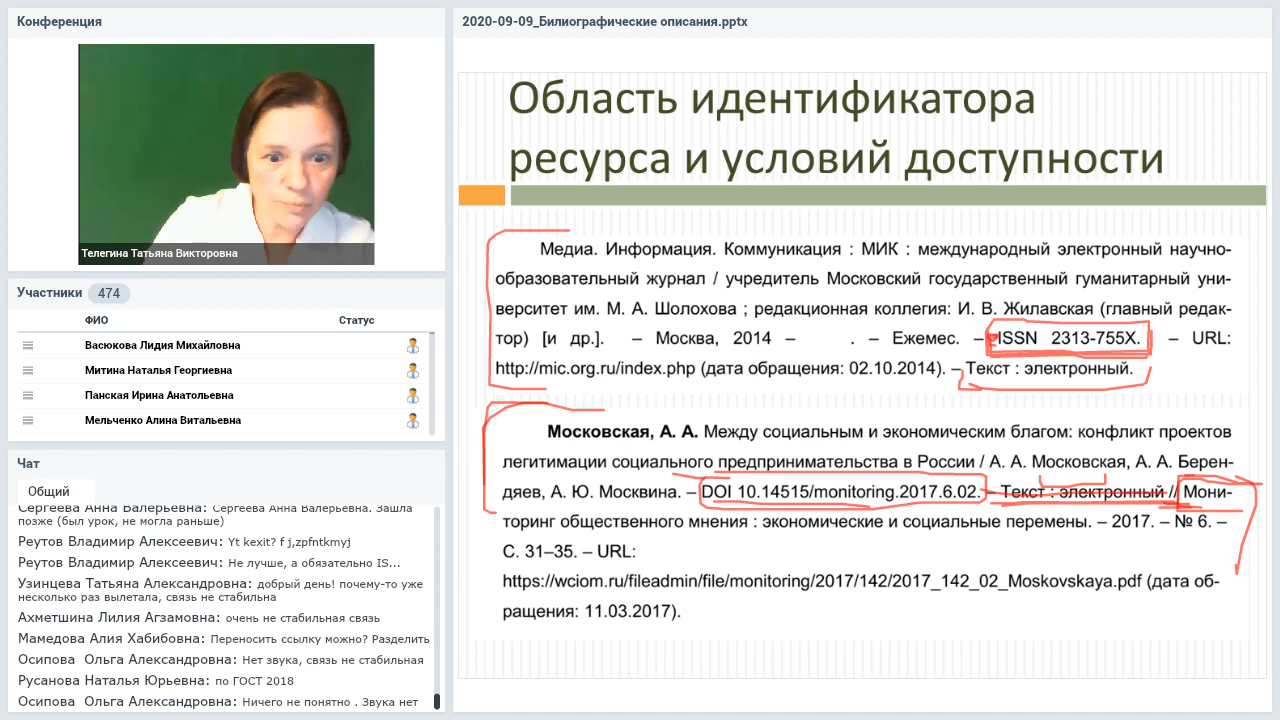 Конференция
Телегина Татьяна Викторовна
Участники 474
ФИО Статус
Васюкова Лидия Михайловна
Митина Наталья Георгиевна
Панская Ирина Анатольевна
Мельченко Алина Витальевна
Чат
Общий
Сергеева Анна Валерьевна: Сергеева Анна Валерьевна. Зашла
позже (был урок, не могла раньше)
Реутов Владимир Алексеевич: Yt kexit? f j,zpfntkmyj
Реутов Владимир Алексеевич: Не лучше, а обязательно IS...
Узинцева Татьяна Александровна: добрый день! почему-то уже
несколько раз вылетала, связь не стабильна
Ахметшина Лилия Агзамовна: очень не стабильная связь
Мамедова Алия Хабибовна: Переносить ссылку можно? Разделить
Осипова Ольга Александровна: Нет звука, связь не стабильная
Русанова Наталья Юрьевна: по ГОСТ 2018
Осипова Ольга Александровна: Ничего не понятно . Звука нет
2020-09-09_Билиографические описания.pptx
Область идентификатора
ресурса и условий доступности
Медиа. Информация. Коммуникация : МИК : международный электронный научно-
образовательный журнал / учредитель Московский государственный гуманитарный уни-
верситет им. М. А. Шолохова ; редакционная коллегия: И. В. Жилавская (главный редак-
тор) [и др.]. – Москва, 2014 – . – Ежемес. – ISSN 2313-755X. – URL:
http://mic.org.ru/index.php (дата обращения: 02.10.2014). – Текст : электронный.
Московская, А. А. Между социальным и экономическим благом: конфликт проектов
легитимации социального предпринимательства в России / А. А. Московская, А. А. Берен-
дяев, А. Ю. Москвина. – DOI 10.14515/monitoring.2017.6.02. – Текст : электронный // Мони-
торинг общественного мнения : экономические и социальные перемены. – 2017. – № 6. –
С. 31–35. – URL:
https://wciom.ru/fileadmin/file/monitoring/2017/142/2017_142_02_Moskovskaya.pdf (дата об-
ращения: 11.03.2017).